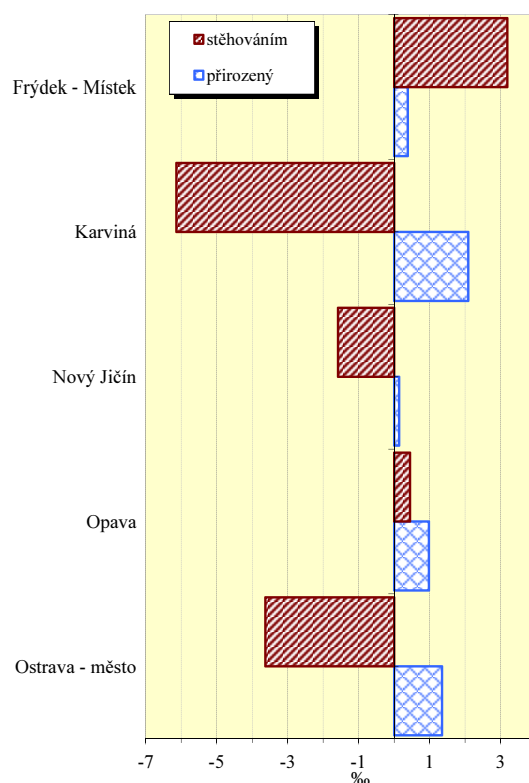 stěhováním
přirozený
Frýdek - Místek
Karviná
Nový Jičín
Opava
Ostrava - město
-7 -5 -3 -1 1 3
‰